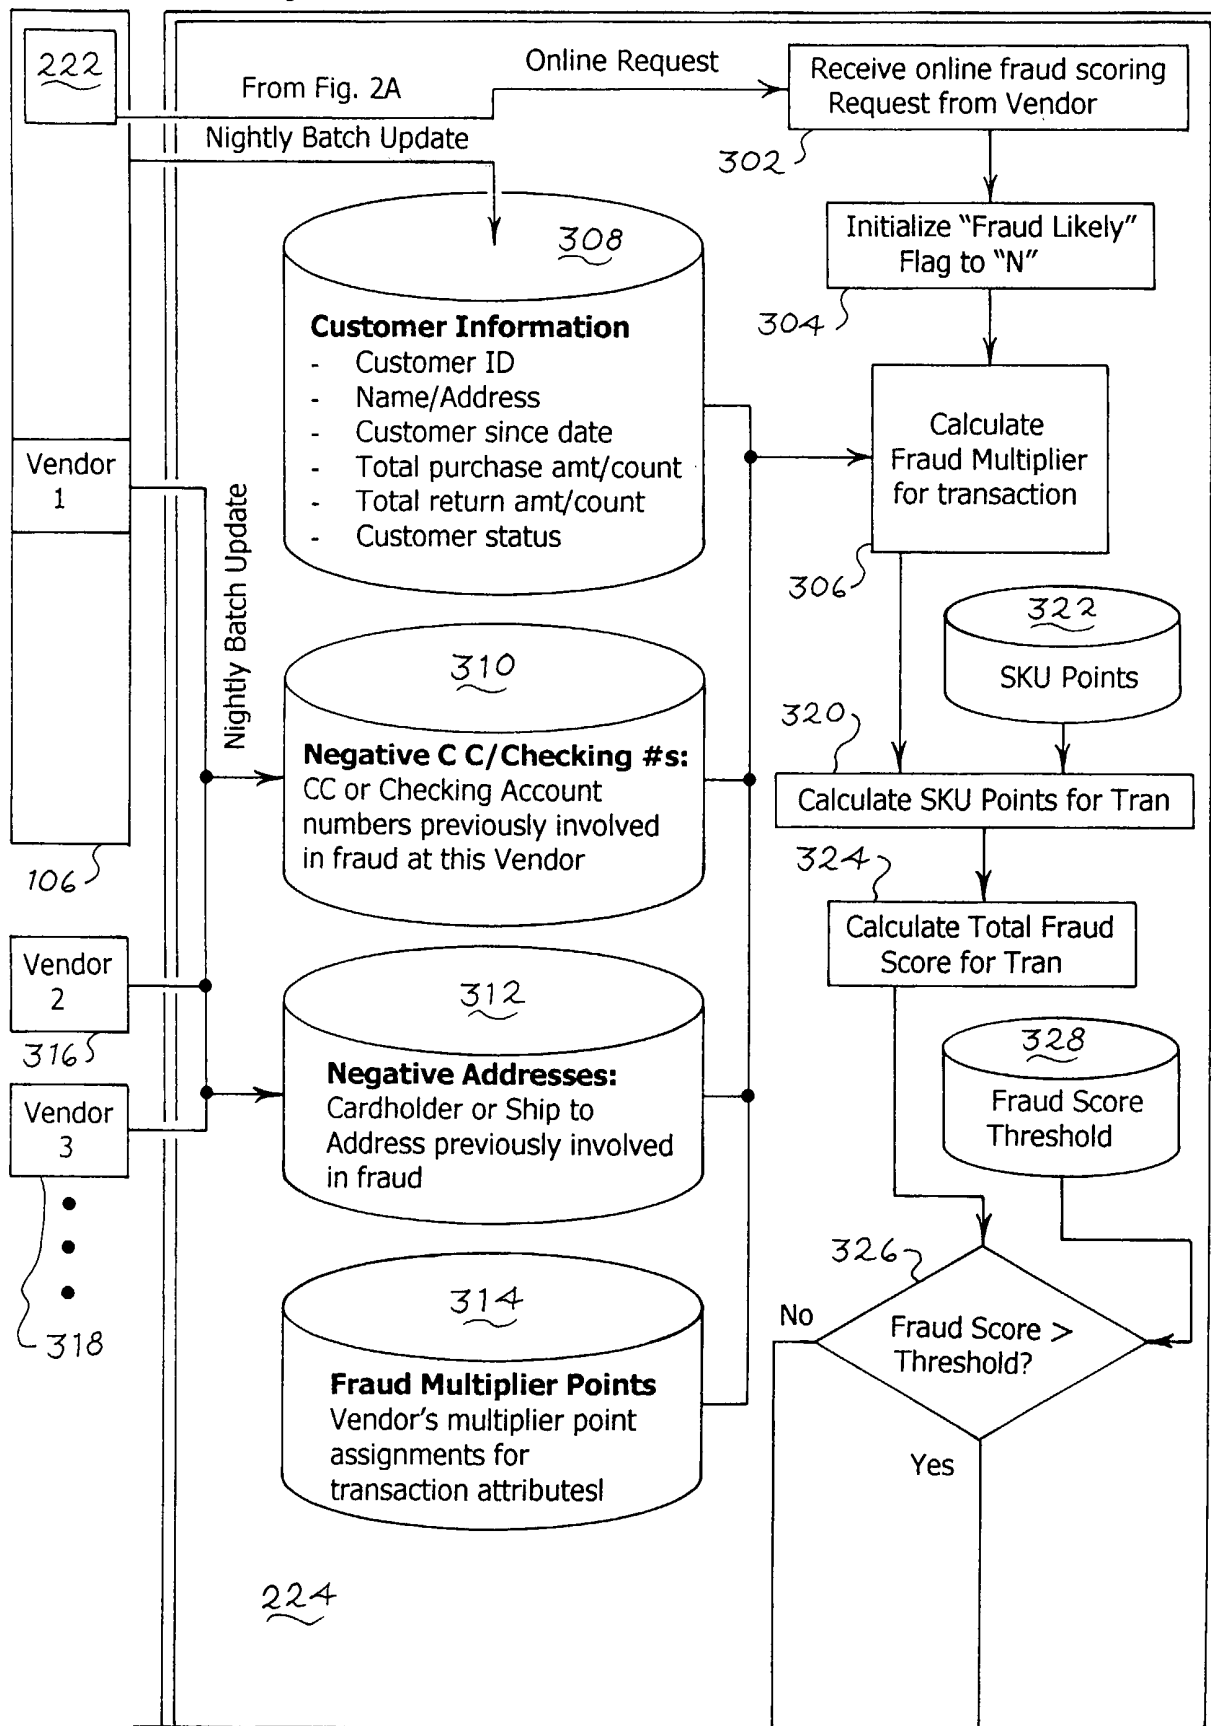 222
Online Request
From Fig. 2A
Nightly Batch Update
Receive online fraud scoring
Request from Vendor
302
Initialize “Fraud Likely”
Flag to “N”
304
308
Customer Information
- Customer ID
- Name/Address
- Customer since date
- Total purchase amt/count
- Total return amt/count
- Customer status
Calculate
Fraud Multiplier
for transaction
306
Vendor
1
Nightly Batch Update
106
322
SKU Points
320
Calculate SKU Points for Tran
310
Negative C C/Checking #s:
CC or Checking Account
numbers previously involved
in fraud at this Vendor
324
Calculate Total Fraud
Score for Tran
Vendor
2
316
Vendor
3
318
312
Negative Addresses:
Cardholder or Ship to
Address previously involved
in fraud
328
Fraud Score
Threshold
326
Fraud Score >
Threshold?
No
Yes
314
Fraud Multiplier Points
Vendor’s multiplier point
assignments for
transaction attributesl
224